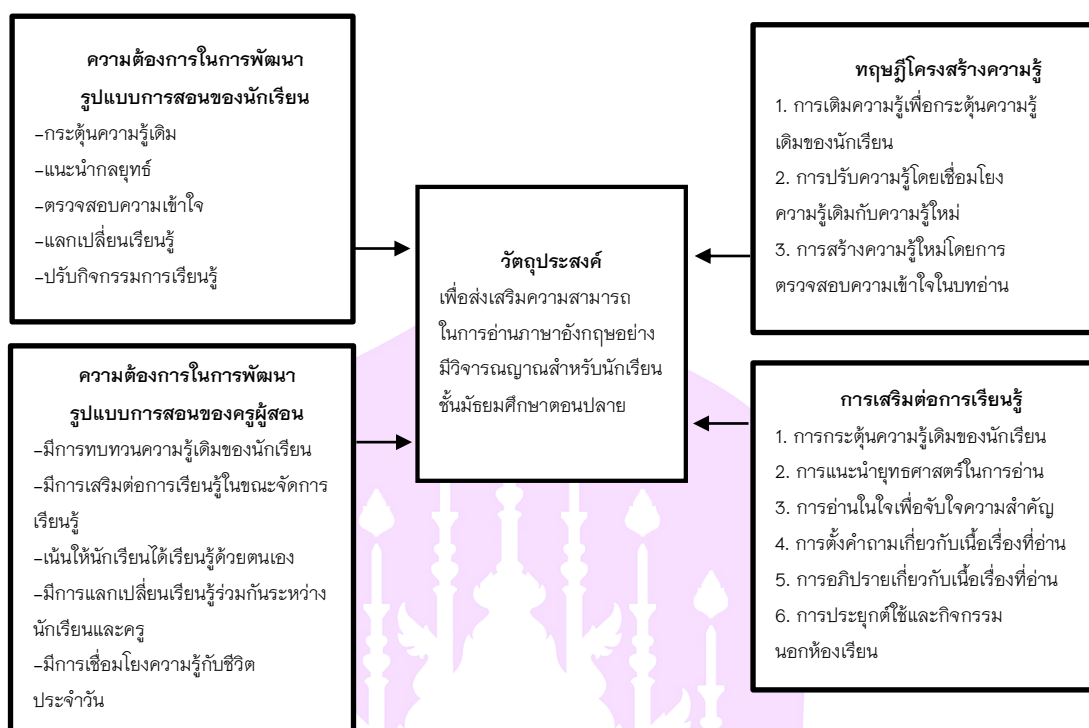 ความต้องการในการพัฒนา
รูปแบบการสอนของนักเรียน
-กระตุ้นความรู้เดิม
-แนะนำกลยุทธ์
-ตรวจสอบความเข้าใจ
-แลกเปลี่ยนเรียนรู้
-ปรับกิจกรรมการเรียนรู้
ความต้องการในการพัฒนา
รูปแบบการสอนของครูผู้สอน
-มีการทบทวนความรู้เดิมของนักเรียน
-มีการเสริมต่อการเรียนรู้ในขณะจัดการ
เรียนรู้
-เน้นให้นักเรียนได้เรียนรู้ด้วยตนเอง
-มีการแลกเปลี่ยนเรียนรู้ร่วมกันระหว่าง
นักเรียนและครู
-มีการเชื่อมโยงความรู้กับชีวิต
ประจำวัน
วัตถุประสงค์
เพื่อส่งเสริมความสามารถ
ในการอ่านภาษาอังกฤษอย่าง
มีวิจารณญาณสำหรับนักเรียน
ชั้นมัธยมศึกษาตอนปลาย
ทฤษฎีโครงสร้างความรู้
1. การเติมความรู้เพื่อกระตุ้นความรู้
เดิมของนักเรียน
2. การปรับความรู้โดยเชื่อมโยง
ความรู้เดิมกับความรู้ใหม่
3. การสร้างความรู้ใหม่โดยการ
ตรวจสอบความเข้าใจในบทอ่าน
การเสริมต่อการเรียนรู้
1. การกระตุ้นความรู้เดิมของนักเรียน
2. การแนะนำยุทธศาสตร์ในการอ่าน
3. การอ่านในใจเพื่อจับใจความสำคัญ
4. การตั้งคำถามเกี่ยวกับเนื้อเรื่องที่อ่าน
5. การอภิปรายเกี่ยวกับเนื้อเรื่องที่อ่าน
6. การประยุกต์ใช้และกิจกรรม
นอกห้องเรียน